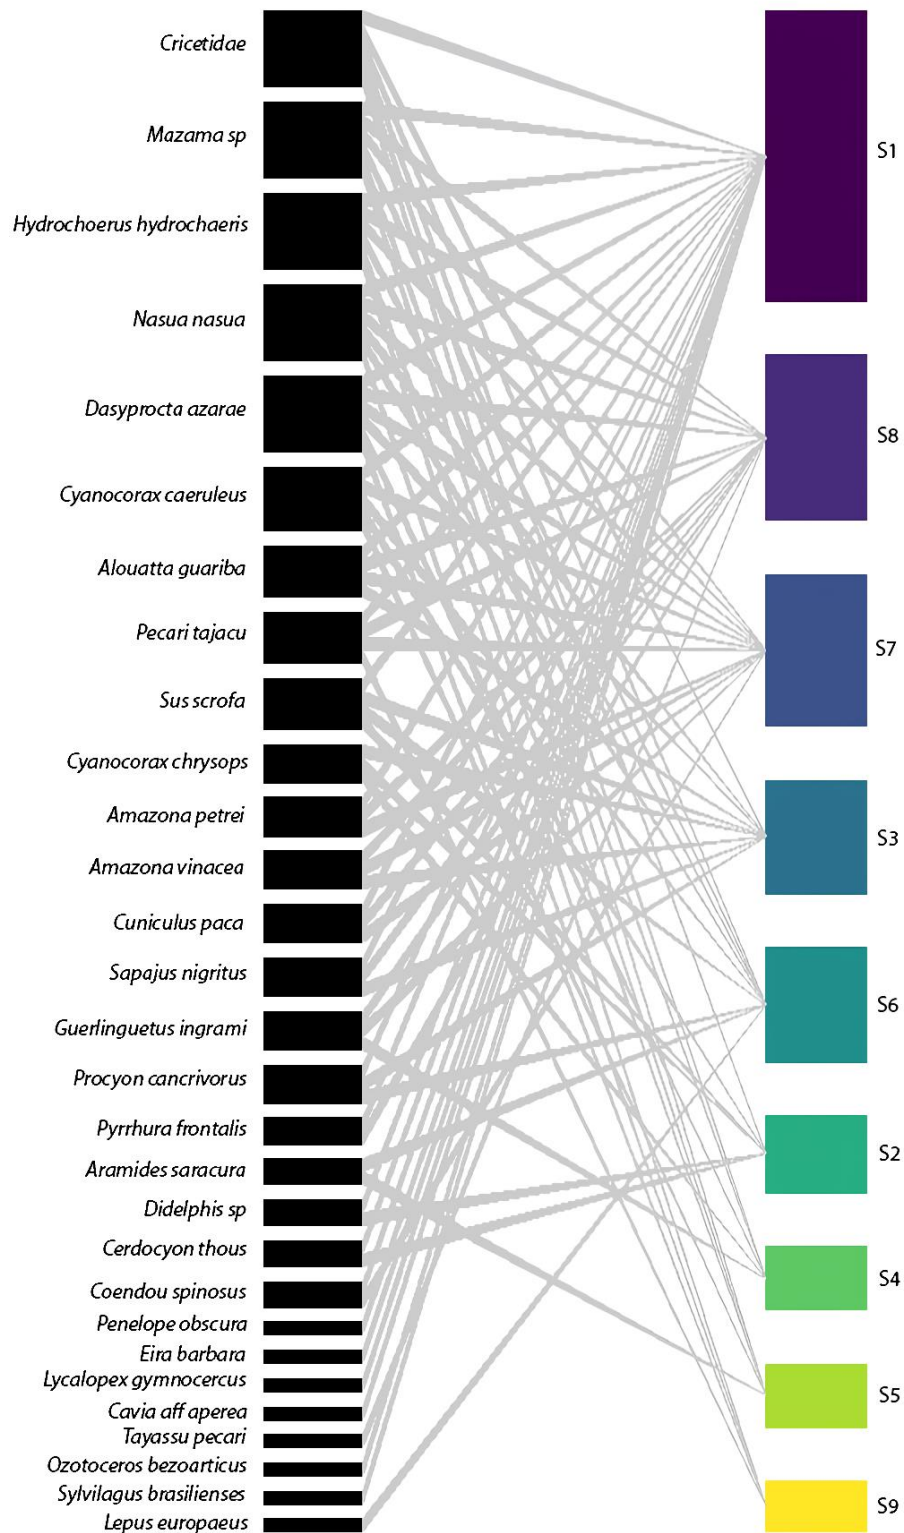 Cricetidae
Mazama sp
Hydrochoerus hydrochaeris
Nasua nasua
Dasyprocta azarae
Cyanocorax caeruleus
Alouatta guariba
Pecari tajacu
Sus scrofa
Cyanocorax chrysops
Amazona petrei
Amazona vinacea
Cuniculus paca
Sapajus nigritus
Guerlinguetus ingrami
Procyon cancrivorus
Pyrrhura frontalis
Aramides saracura
Didelphis sp
Cerdocyon thous
Coendou spinosus
Penelope obscura
Eira barbara
Lycalopex gymnocercus
Cavia aff aperea
Tayassu pecari
Ozotoceros bezoarticus
Sylvilagus brasilienses
Lepus europaeus
S1
S8
S7
S3
S6
S2
S4
S5
S9